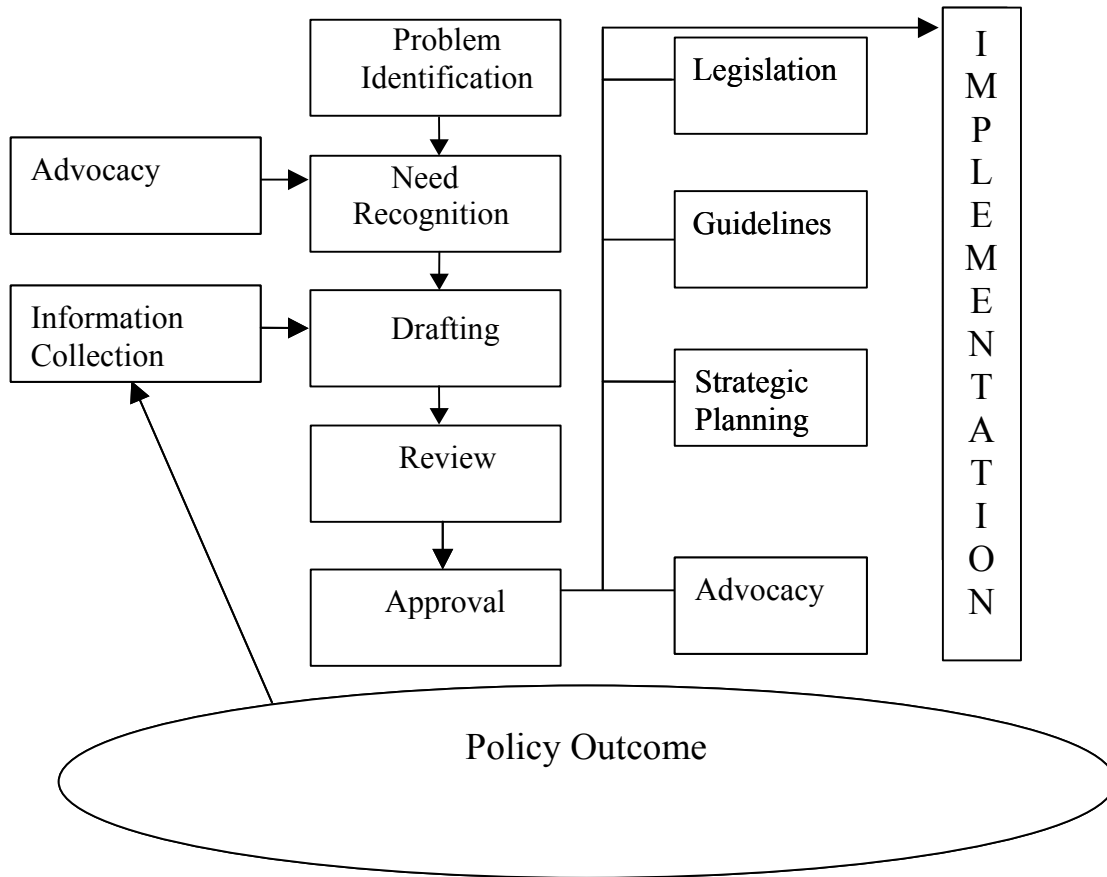 Problem
Identification
Advocacy
Need
Recognition
Information
Collection
Drafting
Review
Approval
Legislation
Guidelines
Strategic
Planning
Advocacy
I
M
P
L
E
M
E
N
T
A
T
I
O
N
Policy Outcome